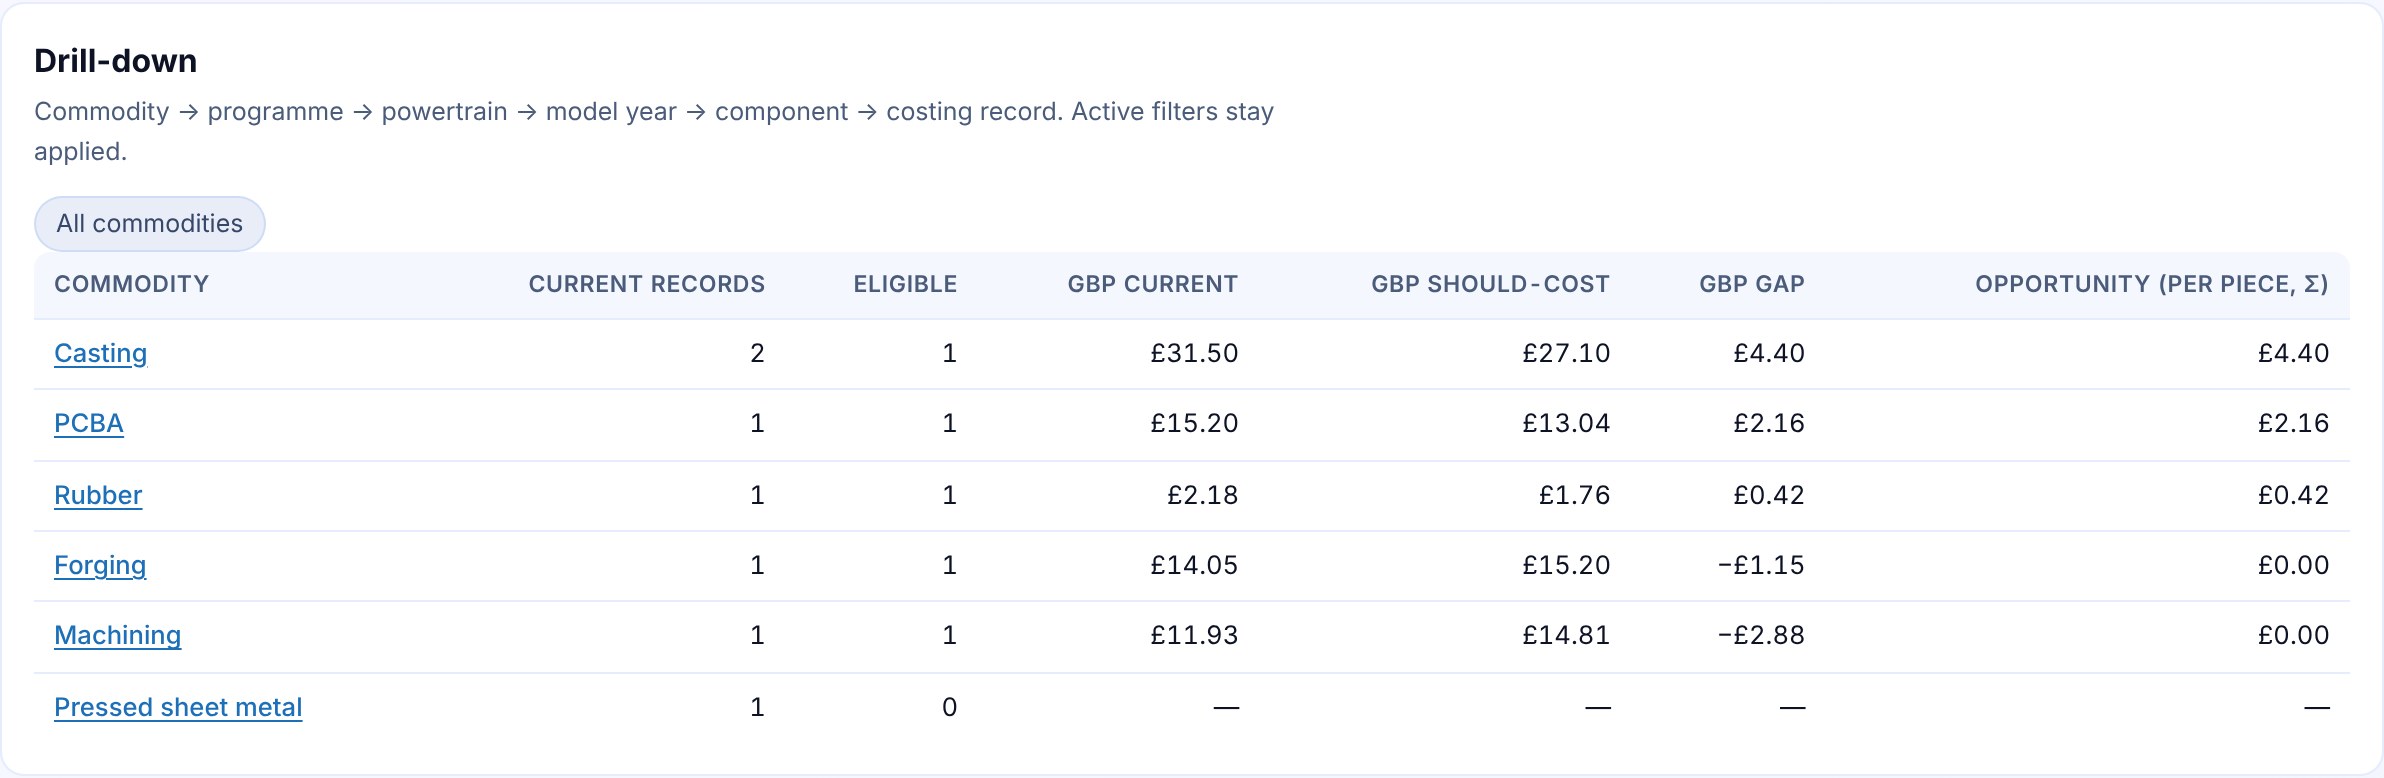 Drill-down
Commodity → programme → powertrain → model year → component → costing record. Active filters stay
applied.
All commodities
COMMODITY CURRENT RECORDS ELIGIBLE GBP CURRENT GBP SHOULD-COST GBP GAP OPPORTUNITY (PER PIECE, Σ)
Casting 2 1 £31.50 £27.10 £4.40 £4.40
PCBA 1 1 £15.20 £13.04 £2.16 £2.16
Rubber 1 1 £2.18 £1.76 £0.42 £0.42
Forging 1 1 £14.05 £15.20 −£1.15 £0.00
Machining 1 1 £11.93 £14.81 −£2.88 £0.00
Pressed sheet metal 1 0 — — — —